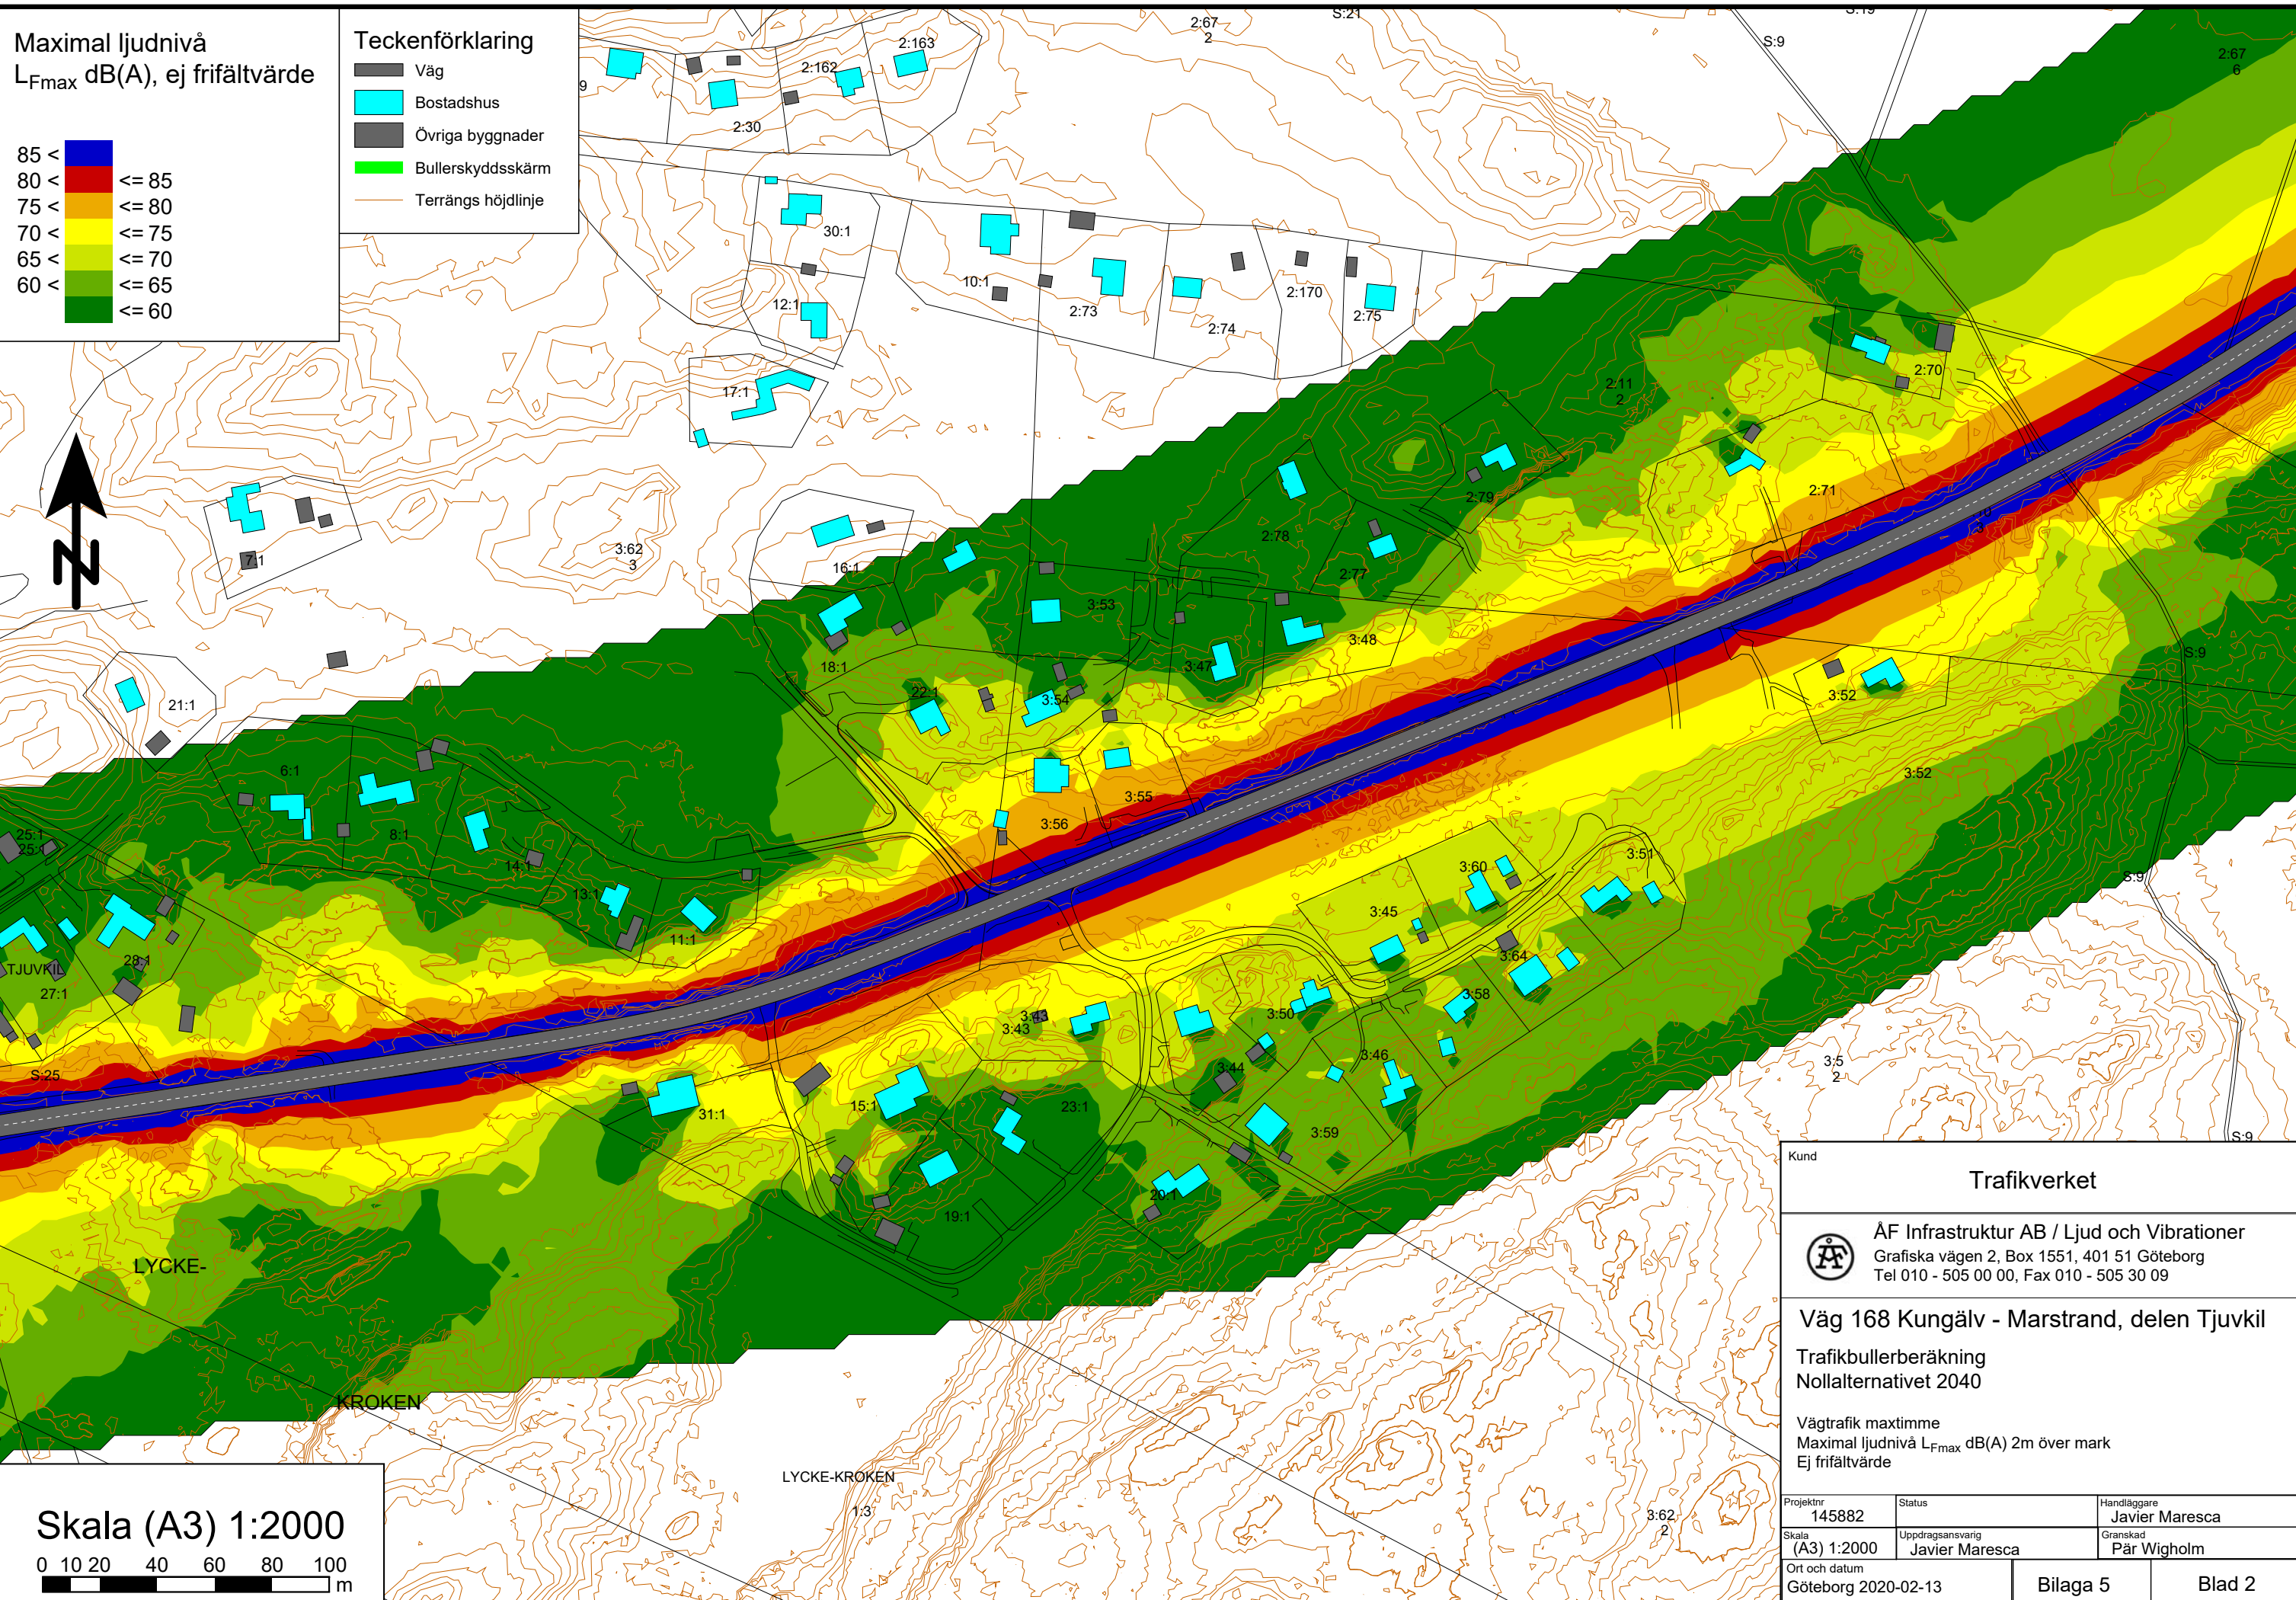 Maximal ljudnivå
LFmax dB(A), ej frifältvärde
85 <
80 < <= 85
75 < <= 80
70 < <= 75
65 < <= 70
60 < <= 65
<= 60
Teckenförklaring
Väg
Bostadshus
Övriga byggnader
Bullerskyddsskärm
Terrängs höjdlinje
2:67
2
S:21
S:19
S:9
2:67
6
9
2:162
2:163
2:30
30:1
12:1
10:1
2:73
2:74
2:170
2:75
17:1
2:11
2
2:70
2:71
2:79
2:78
2:77
7:1
3:62
3
16:1
3:53
3:48
3:47
18:1
22:1
3:54
21:1
3:52
S:9
3:52
6:1
8:1
14:1
13:1
11:1
3:55
3:56
25:1
25:1
3:60
3:51
3:45
3:64
3:58
S:9
28:1
TJUVKIL
27:1
3:43
3:43
3:50
3:46
3:44
S:25
31:1
15:1
23:1
3:59
3:5
2
20:1
19:1
S:9
LYCKE-
KROKEN
LYCKE-KROKEN
1:3
3:62
2
N
Skala (A3) 1:2000
0 10 20 40 60 80 100
m
Kund
Trafikverket
ÅF
ÅF Infrastruktur AB / Ljud och Vibrationer
Grafiska vägen 2, Box 1551, 401 51 Göteborg
Tel 010 - 505 00 00, Fax 010 - 505 30 09
Väg 168 Kungälv - Marstrand, delen Tjuvkil
Trafikbullerberäkning
Nollalternativet 2040
Vägtrafik maxtimme
Maximal ljudnivå LFmax dB(A) 2m över mark
Ej frifältvärde
Projektnr
145882
Status
Handläggare
Javier Maresca
Skala
(A3) 1:2000
Uppdragsansvarig
Javier Maresca
Granskad
Pär Wigholm
Ort och datum
Göteborg 2020-02-13
Bilaga 5
Blad 2